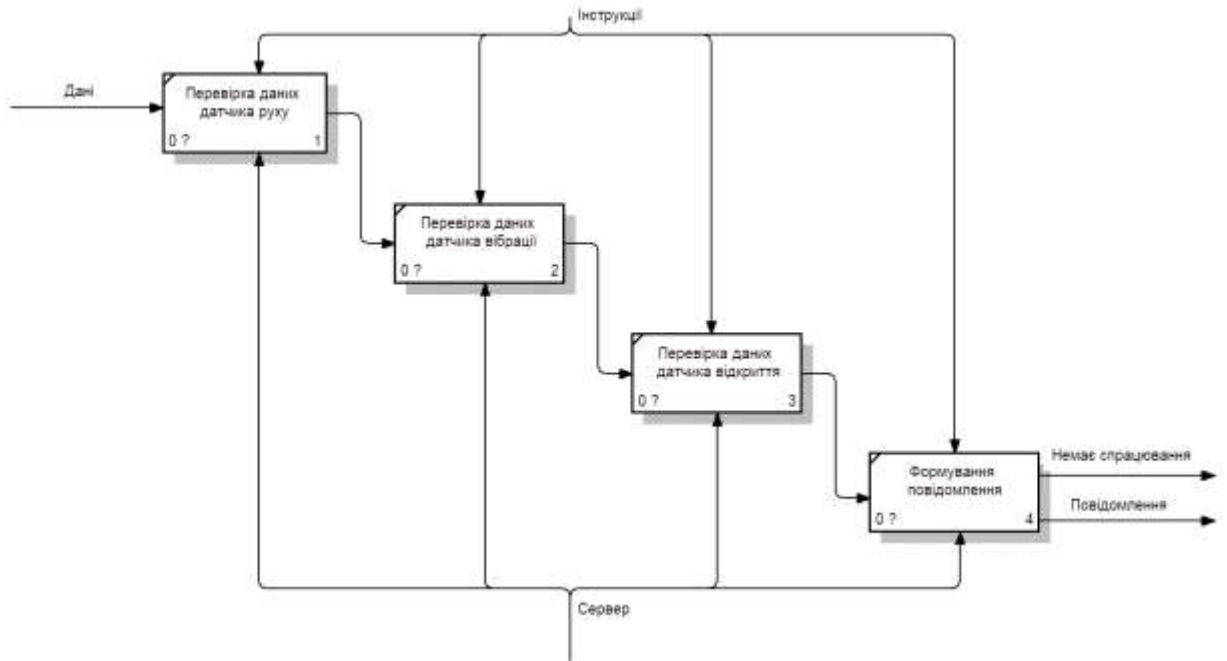 Інструкції
Дані
Перевірка даних
датчика руху
0 ? 1
Перевірка даних
датчика вібрації
0 ? 2
Перевірка даних
датчика відкриття
0 ? 3
Формування
повідомлення
0 ? 4
Немає спрацювання
Повідомлення
Сервер